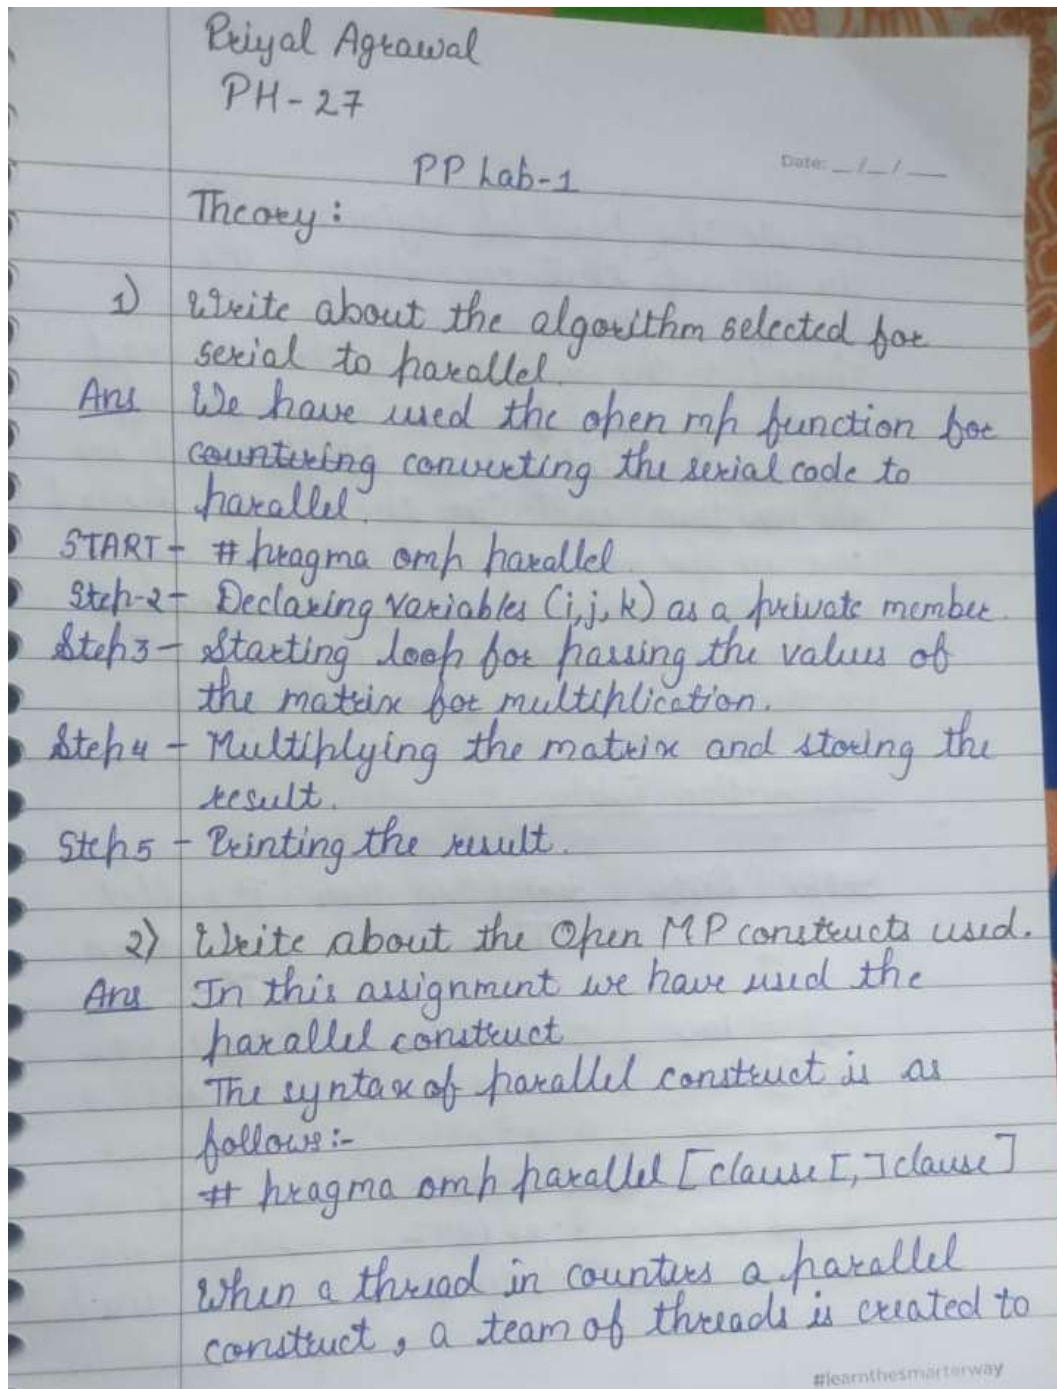 Priyal Agrawal
PH-27
PP Lab-1
Date: __/__/___
Theory:
1) Write about the algorithm selected for
serial to parallel.
Ans We have used the open mp function for
countering converting the serial code to
parallel.
START - # pragma omp parallel
Step-2 - Declaring variables (i,j,k) as a private member.
Step3 - Starting loop for passing the values of
the matrix for multiplication.
Step4 - Multiplying the matrix and storing the
result.
Step5 - Printing the result.
2) Write about the Open MP constructs used.
Ans In this assignment we have used the
parallel construct
The syntax of parallel construct is as
follows:-
# pragma omp parallel [clause[,]clause]
When a thread in counters a parallel
construct, a team of threads is created to
#learnthesmarterway